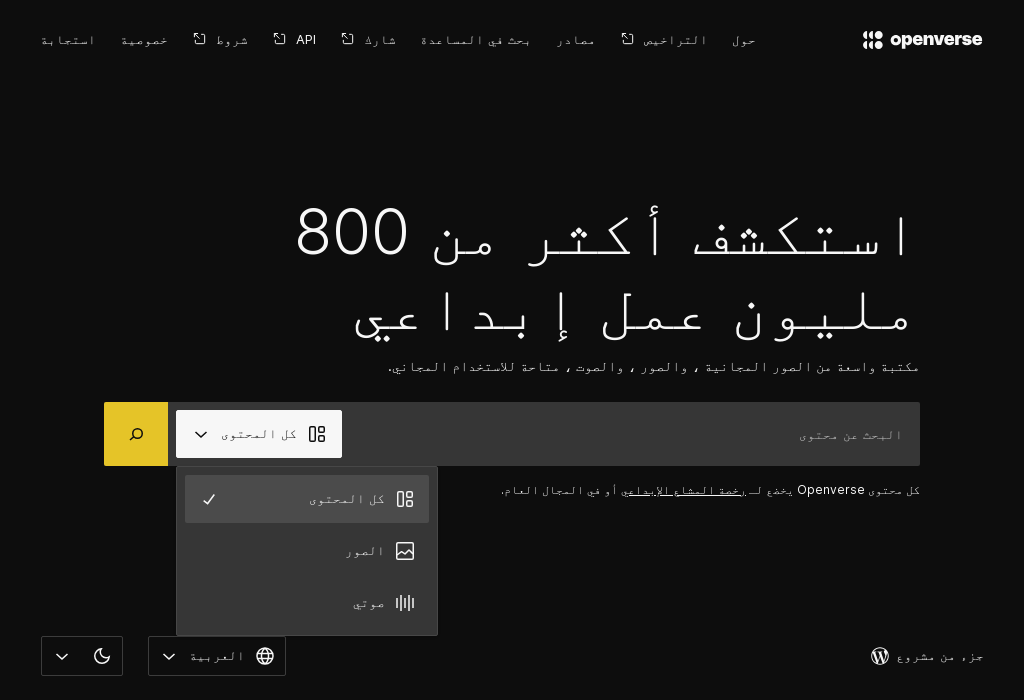 openverse
حول
التراخيص
مصادر
بحث في المساعدة
شارك
API
شروط
خصوصية
استجابة
استكشف أكثر من 800
مليون عمل إبداعي
مكتبة واسعة من الصور المجانية ، والصور ، والصوت ، متاحة للاستخدام المجاني.
البحث عن محتوى
كل المحتوى
كل محتوى Openverse يخضع لـ رخصة المشاع الإبداعي أو في المجال العام.
كل المحتوى
الصور
صوتي
جزء من مشروع
العربية